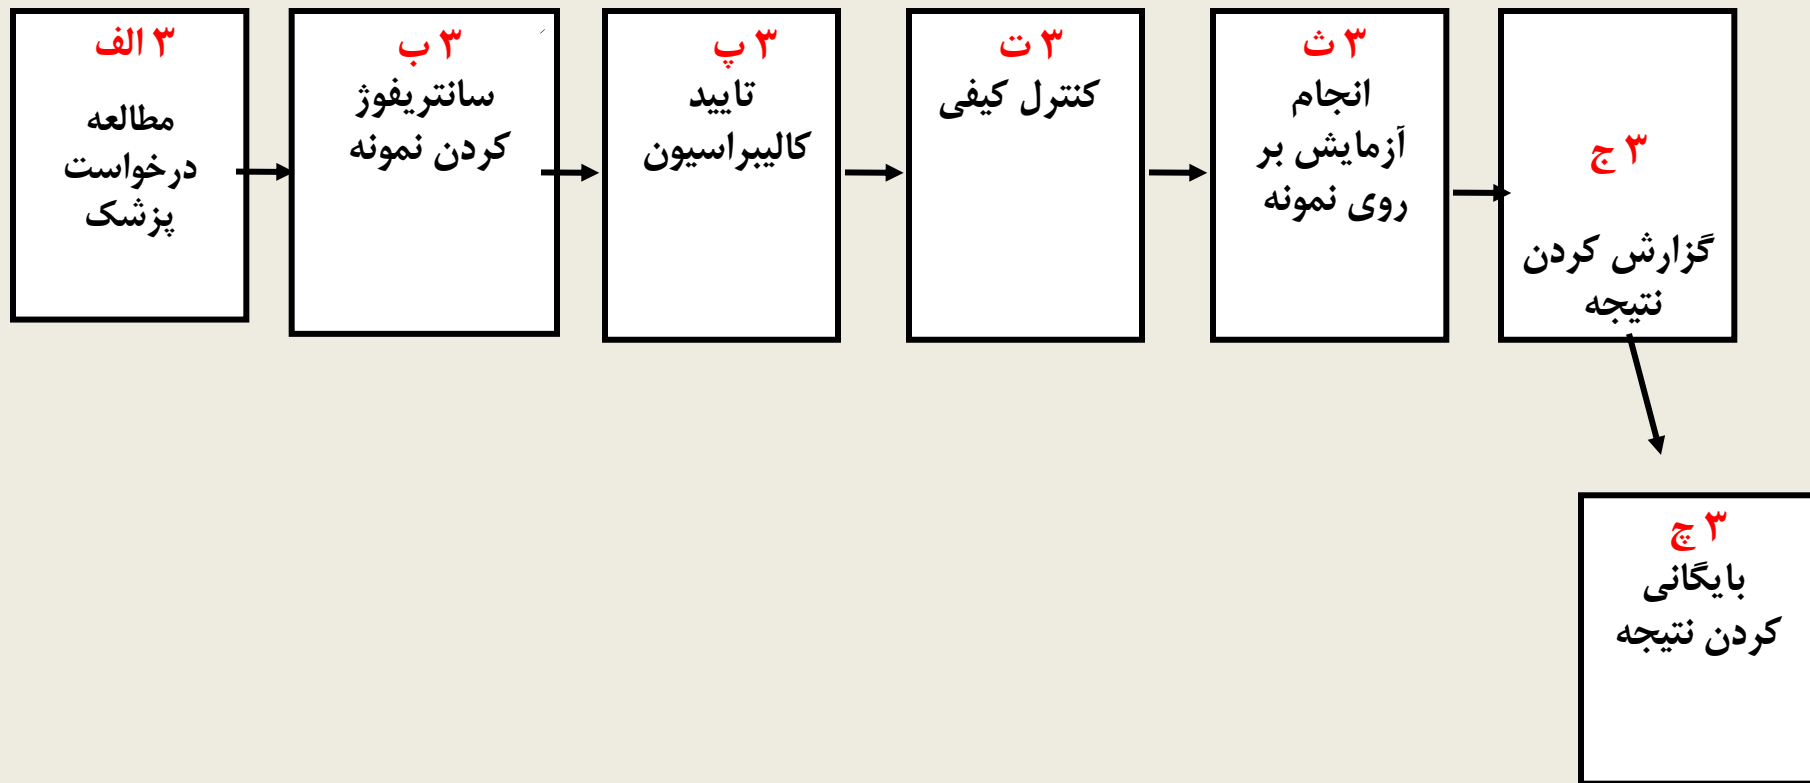 ۳ الف
مطالعه
درخواست
پزشک
۳ ب
سانتریفوژ
کردن نمونه
۳ پ
تایید
کالیبراسیون
۳ ت
کنترل کیفی
۳ ث
انجام
آزمایش بر
روی نمونه
۳ ج
گزارش کردن
نتیجه
۳ چ
بایگانی
کردن نتیجه